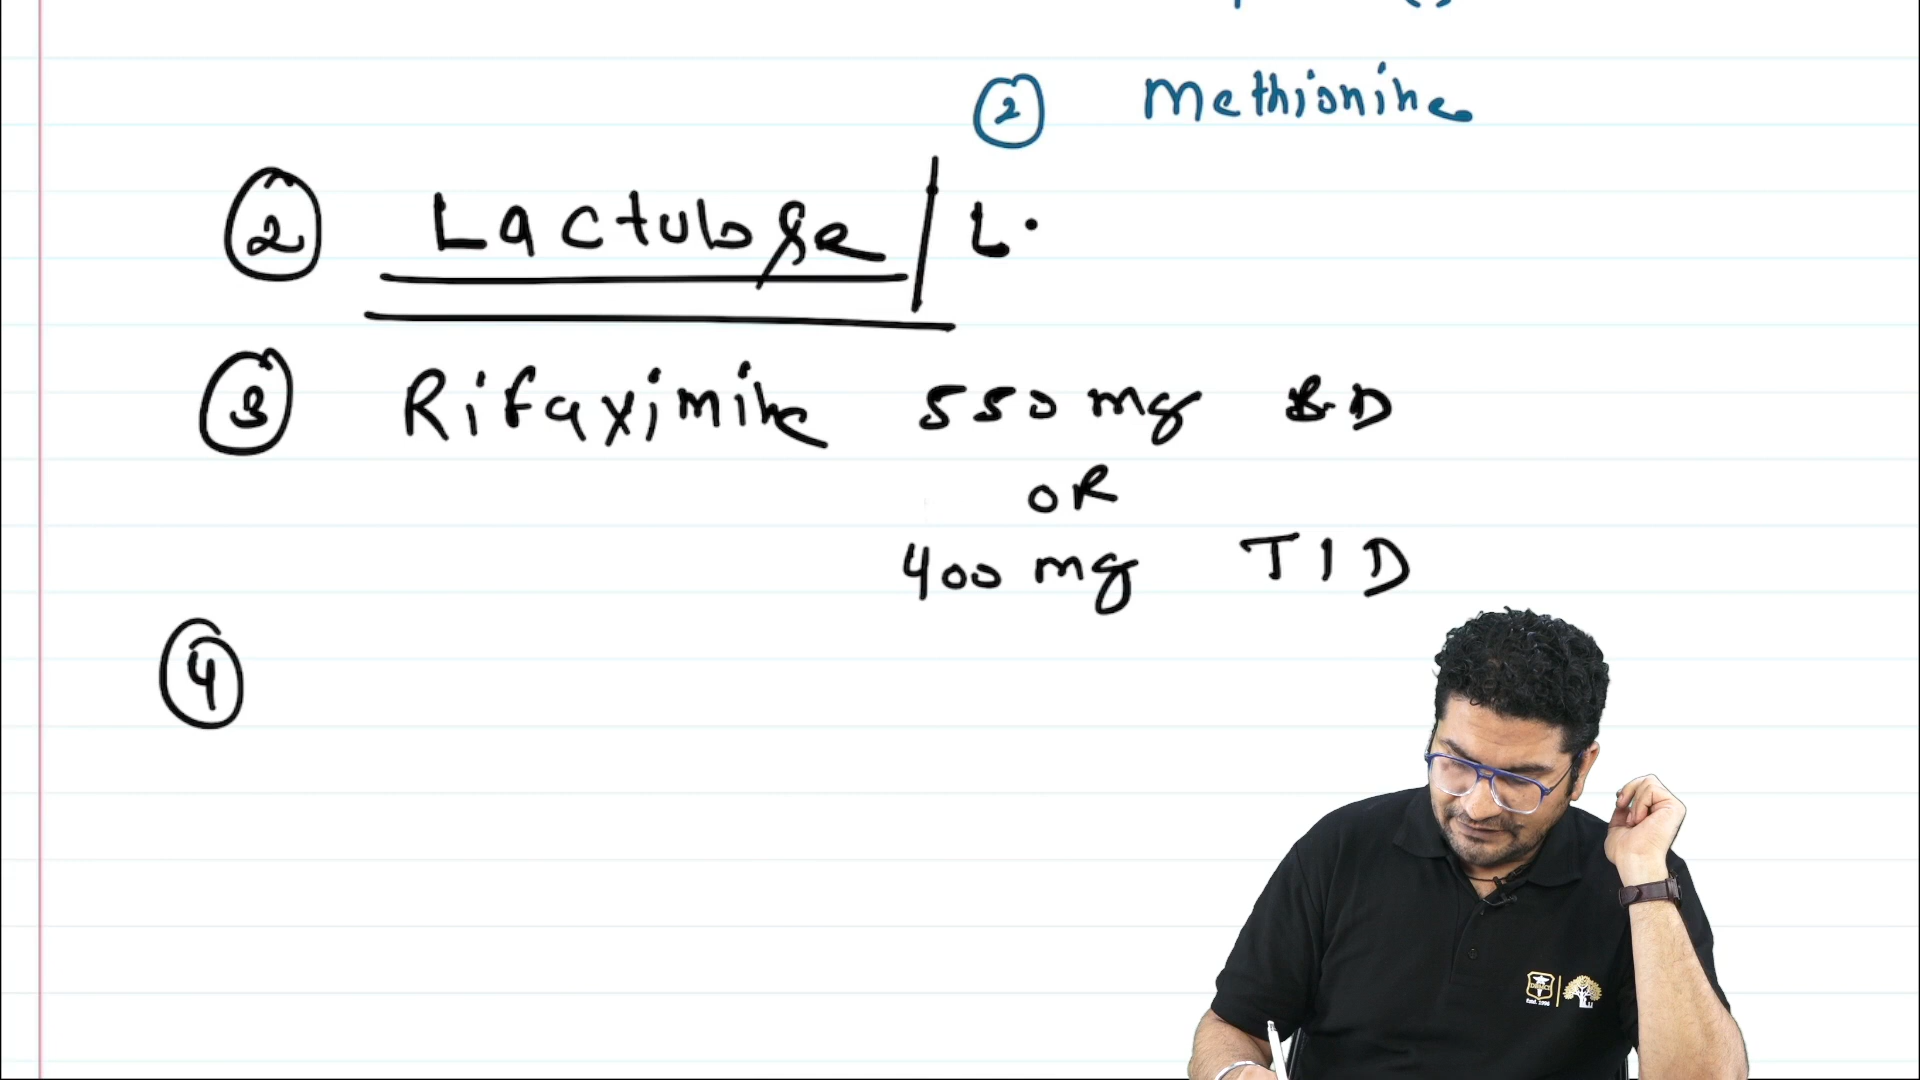 ② Methionine
② Lactulose | L.
③ Rifaximine 550 mg BD
OR
400 mg TID
④